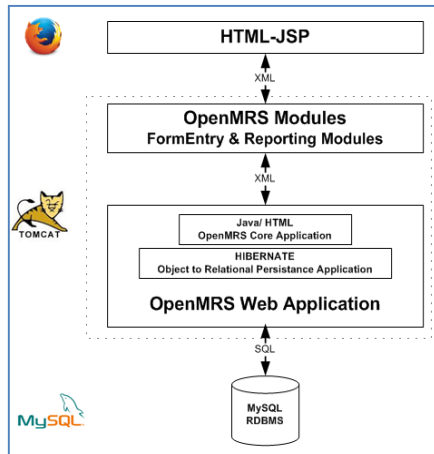 HTML-JSP
XML
OpenMRS Modules
FormEntry & Reporting Modules
XML
TOMCAT
Java/ HTML
OpenMRS Core Application
HIBERNATE
Object to Relational Persistance Application
OpenMRS Web Application
SQL
MySQL
RDBMS
MySQL